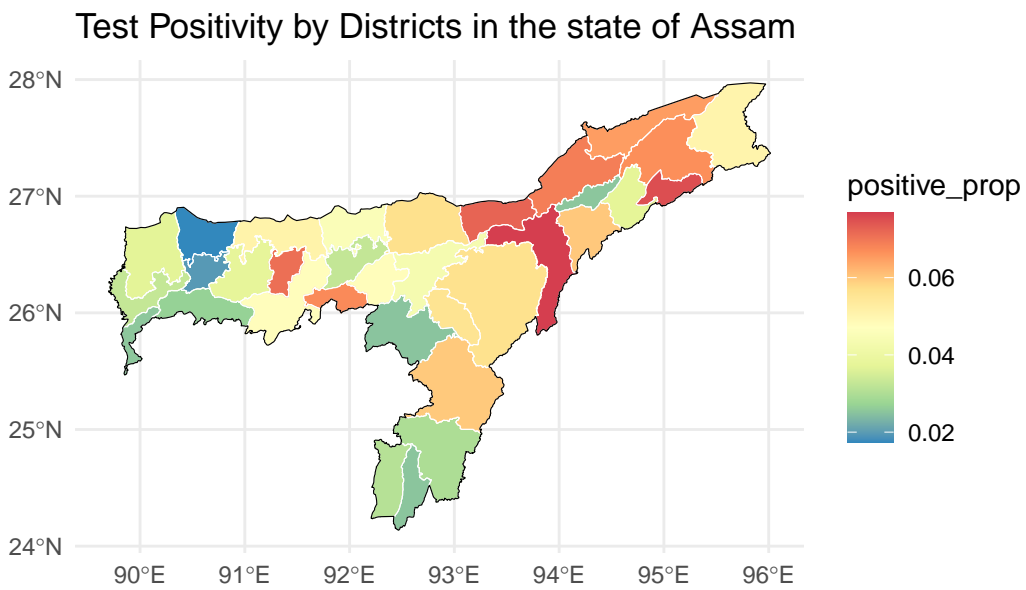 Test Positivity by Districts in the state of Assam
28°N
27°N
26°N
25°N
24°N
90°E 91°E 92°E 93°E 94°E 95°E 96°E
positive_prop
0.06
0.04
0.02